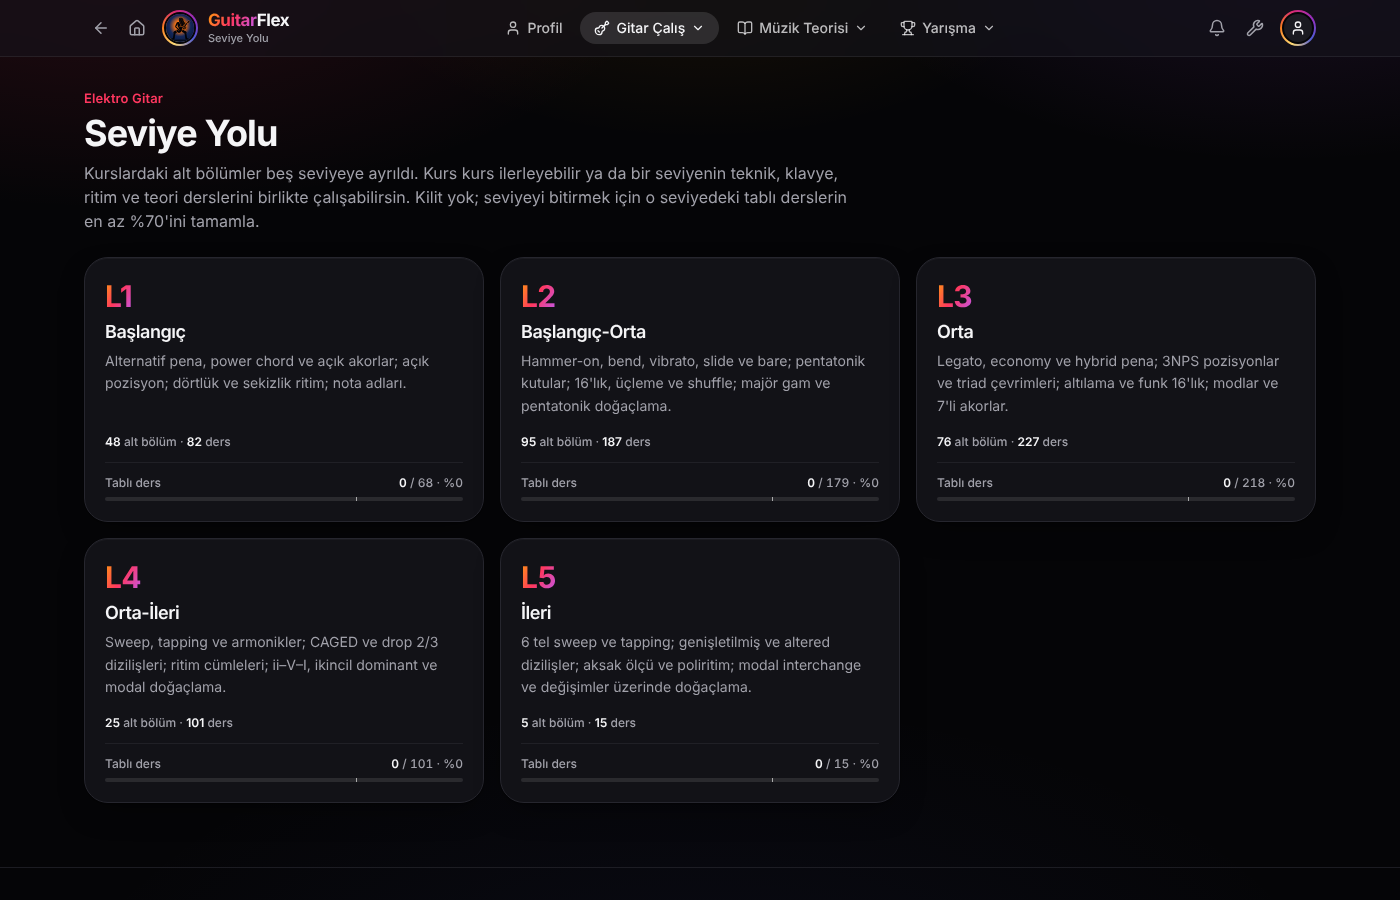 GuitarFlex
Seviye Yolu
Profil
Gitar Çalış
Müzik Teorisi
Yarışma
Elektro Gitar
Seviye Yolu
Kurslardaki alt bölümler beş seviyeye ayrıldı. Kurs kurs ilerleyebilir ya da bir seviyenin teknik, klavye,
ritim ve teori derslerini birlikte çalışabilirsin. Kilit yok; seviyeyi bitirmek için o seviyedeki tablı derslerin
en az %70'ini tamamla.
L1
Başlangıç
Alternatif pena, power chord ve açık akorlar; açık
pozisyon; dörtlük ve sekizlik ritim; nota adları.
48 alt bölüm · 82 ders
Tablı ders
0 / 68 · %0
L2
Başlangıç-Orta
Hammer-on, bend, vibrato, slide ve bare; pentatonik
kutular; 16'lık, üçleme ve shuffle; majör gam ve
pentatonik doğaçlama.
95 alt bölüm · 187 ders
Tablı ders
0 / 179 · %0
L3
Orta
Legato, economy ve hybrid pena; 3NPS pozisyonlar
ve triad çevrimleri; altılama ve funk 16'lık; modlar ve
7'li akorlar.
76 alt bölüm · 227 ders
Tablı ders
0 / 218 · %0
L4
Orta-İleri
Sweep, tapping ve armonikler; CAGED ve drop 2/3
dizilişleri; ritim cümleleri; ii–V–I, ikincil dominant ve
modal doğaçlama.
25 alt bölüm · 101 ders
Tablı ders
0 / 101 · %0
L5
İleri
6 tel sweep ve tapping; genişletilmiş ve altered
dizilişler; aksak ölçü ve poliritim; modal interchange
ve değişimler üzerinde doğaçlama.
5 alt bölüm · 15 ders
Tablı ders
0 / 15 · %0